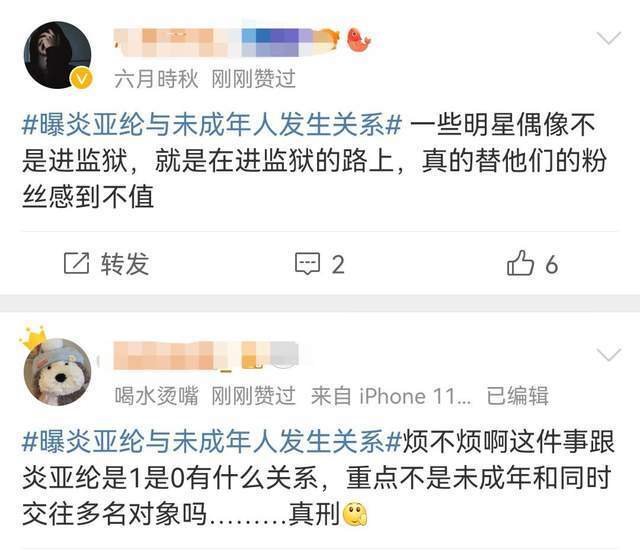 六月時秋 刚刚赞过
#曝炎亚纶与未成年人发生关系# 一些明星偶像不
是进监狱，就是在进监狱的路上，真的替他们的粉
丝感到不值
转发 2 6
喝水烫嘴 刚刚赞过 来自 iPhone 11... 已编辑
#曝炎亚纶与未成年人发生关系#烦不烦啊这件事跟
炎亚纶是1是0有什么关系，重点不是未成年和同时
交往多名对象吗.........真刑